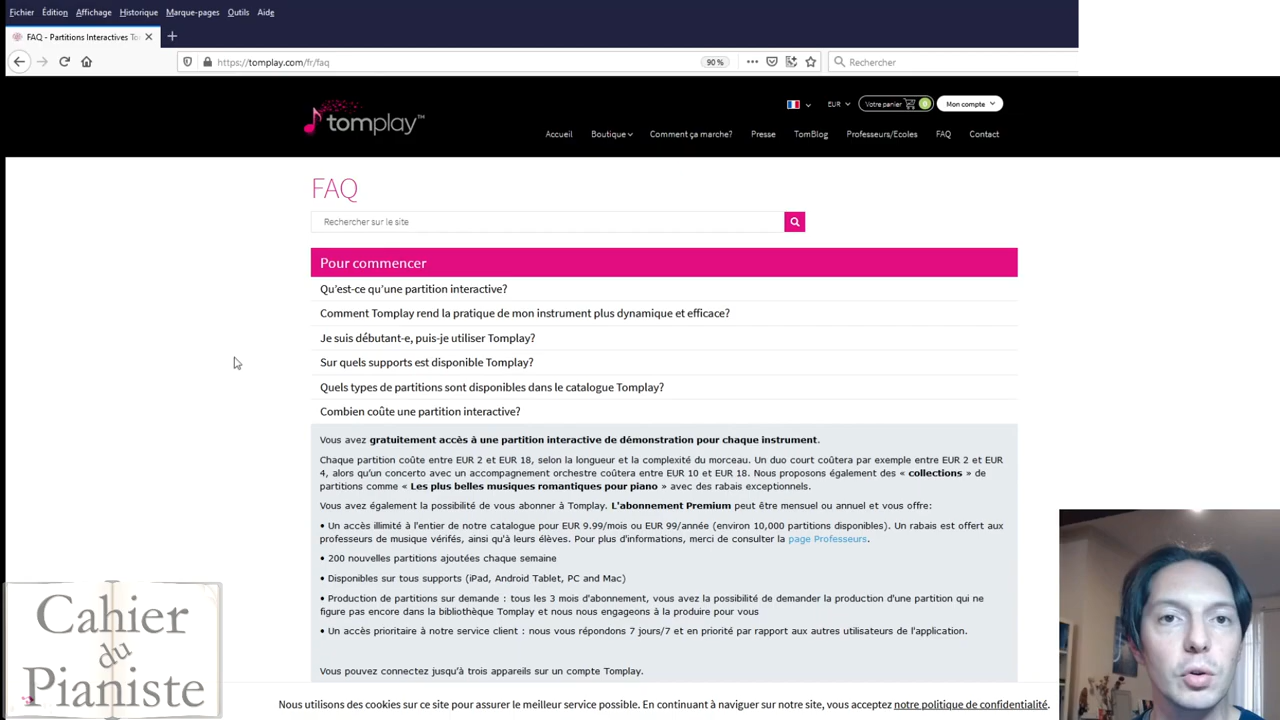 Fichier Édition Affichage Historique Marque-pages Outils Aide
FAQ - Partitions Interactives To
https://tomplay.com/fr/faq 90 % Rechercher
tomplay™
EUR Votre panier 0 Mon compte
Accueil Boutique Comment ça marche? Presse TomBlog Professeurs/Ecoles FAQ Contact
FAQ
Rechercher sur le site
Pour commencer
Qu'est-ce qu'une partition interactive?
Comment Tomplay rend la pratique de mon instrument plus dynamique et efficace?
Je suis débutant-e, puis-je utiliser Tomplay?
Sur quels supports est disponible Tomplay?
Quels types de partitions sont disponibles dans le catalogue Tomplay?
Combien coûte une partition interactive?
Vous avez gratuitement accès à une partition interactive de démonstration pour chaque instrument.
Chaque partition coûte entre EUR 2 et EUR 18, selon la longueur et la complexité du morceau. Un duo court coûtera par exemple entre EUR 2 et EUR
4, alors qu'un concerto avec un accompagnement orchestre coûtera entre EUR 10 et EUR 18. Nous proposons également des « collections » de
partitions comme « Les plus belles musiques romantiques pour piano » avec des rabais exceptionnels.
Vous avez également la possibilité de vous abonner à Tomplay. L'abonnement Premium peut être mensuel ou annuel et vous offre:
• Un accès illimité à l'entier de notre catalogue pour EUR 9.99/mois ou EUR 99/année (environ 10,000 partitions disponibles). Un rabais est offert aux
professeurs de musique vérifés, ainsi qu'à leurs élèves. Pour plus d'informations, merci de consulter la page Professeurs.
• 200 nouvelles partitions ajoutées chaque semaine
• Disponibles sur tous supports (iPad, Android Tablet, PC and Mac)
• Production de partitions sur demande : tous les 3 mois d'abonnement, vous avez la possibilité de demander la production d'une partition qui ne
figure pas encore dans la bibliothèque Tomplay et nous nous engageons à la produire pour vous
• Un accès prioritaire à notre service client : nous vous répondons 7 jours/7 et en priorité par rapport aux autres utilisateurs de l'application.
Vous pouvez connectez jusqu'à trois appareils sur un compte Tomplay.
Cahier
du
Pianiste
Nous utilisons des cookies sur ce site pour assurer le meilleur service possible. En continuant à naviguer sur notre site, vous acceptez notre politique de confidentialité.